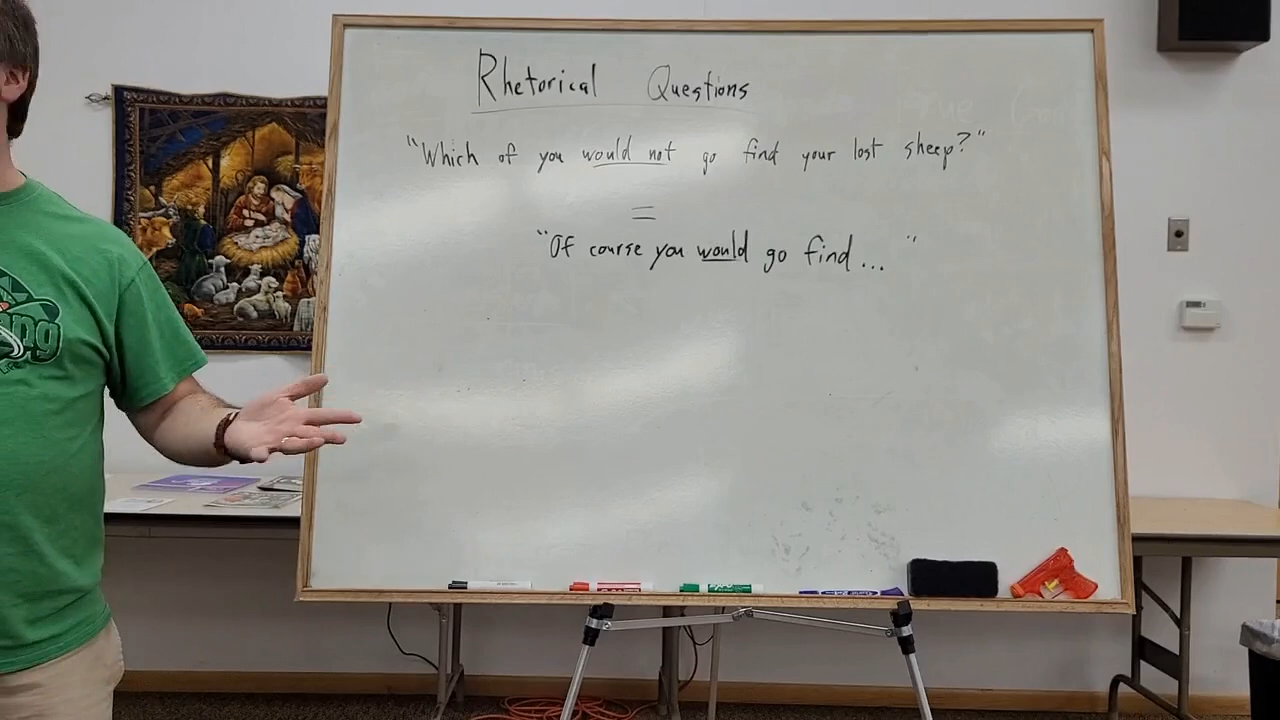 Rhetorical Questions
"Which of you would not go find your lost sheep?"
=
"Of course you would go find... "